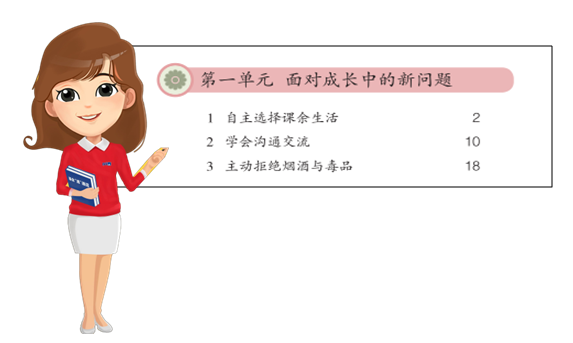 第一单元 面对成长中的新问题
1 自主选择课余生活 2
2 学会沟通交流 10
3 主动拒绝烟酒与毒品 18